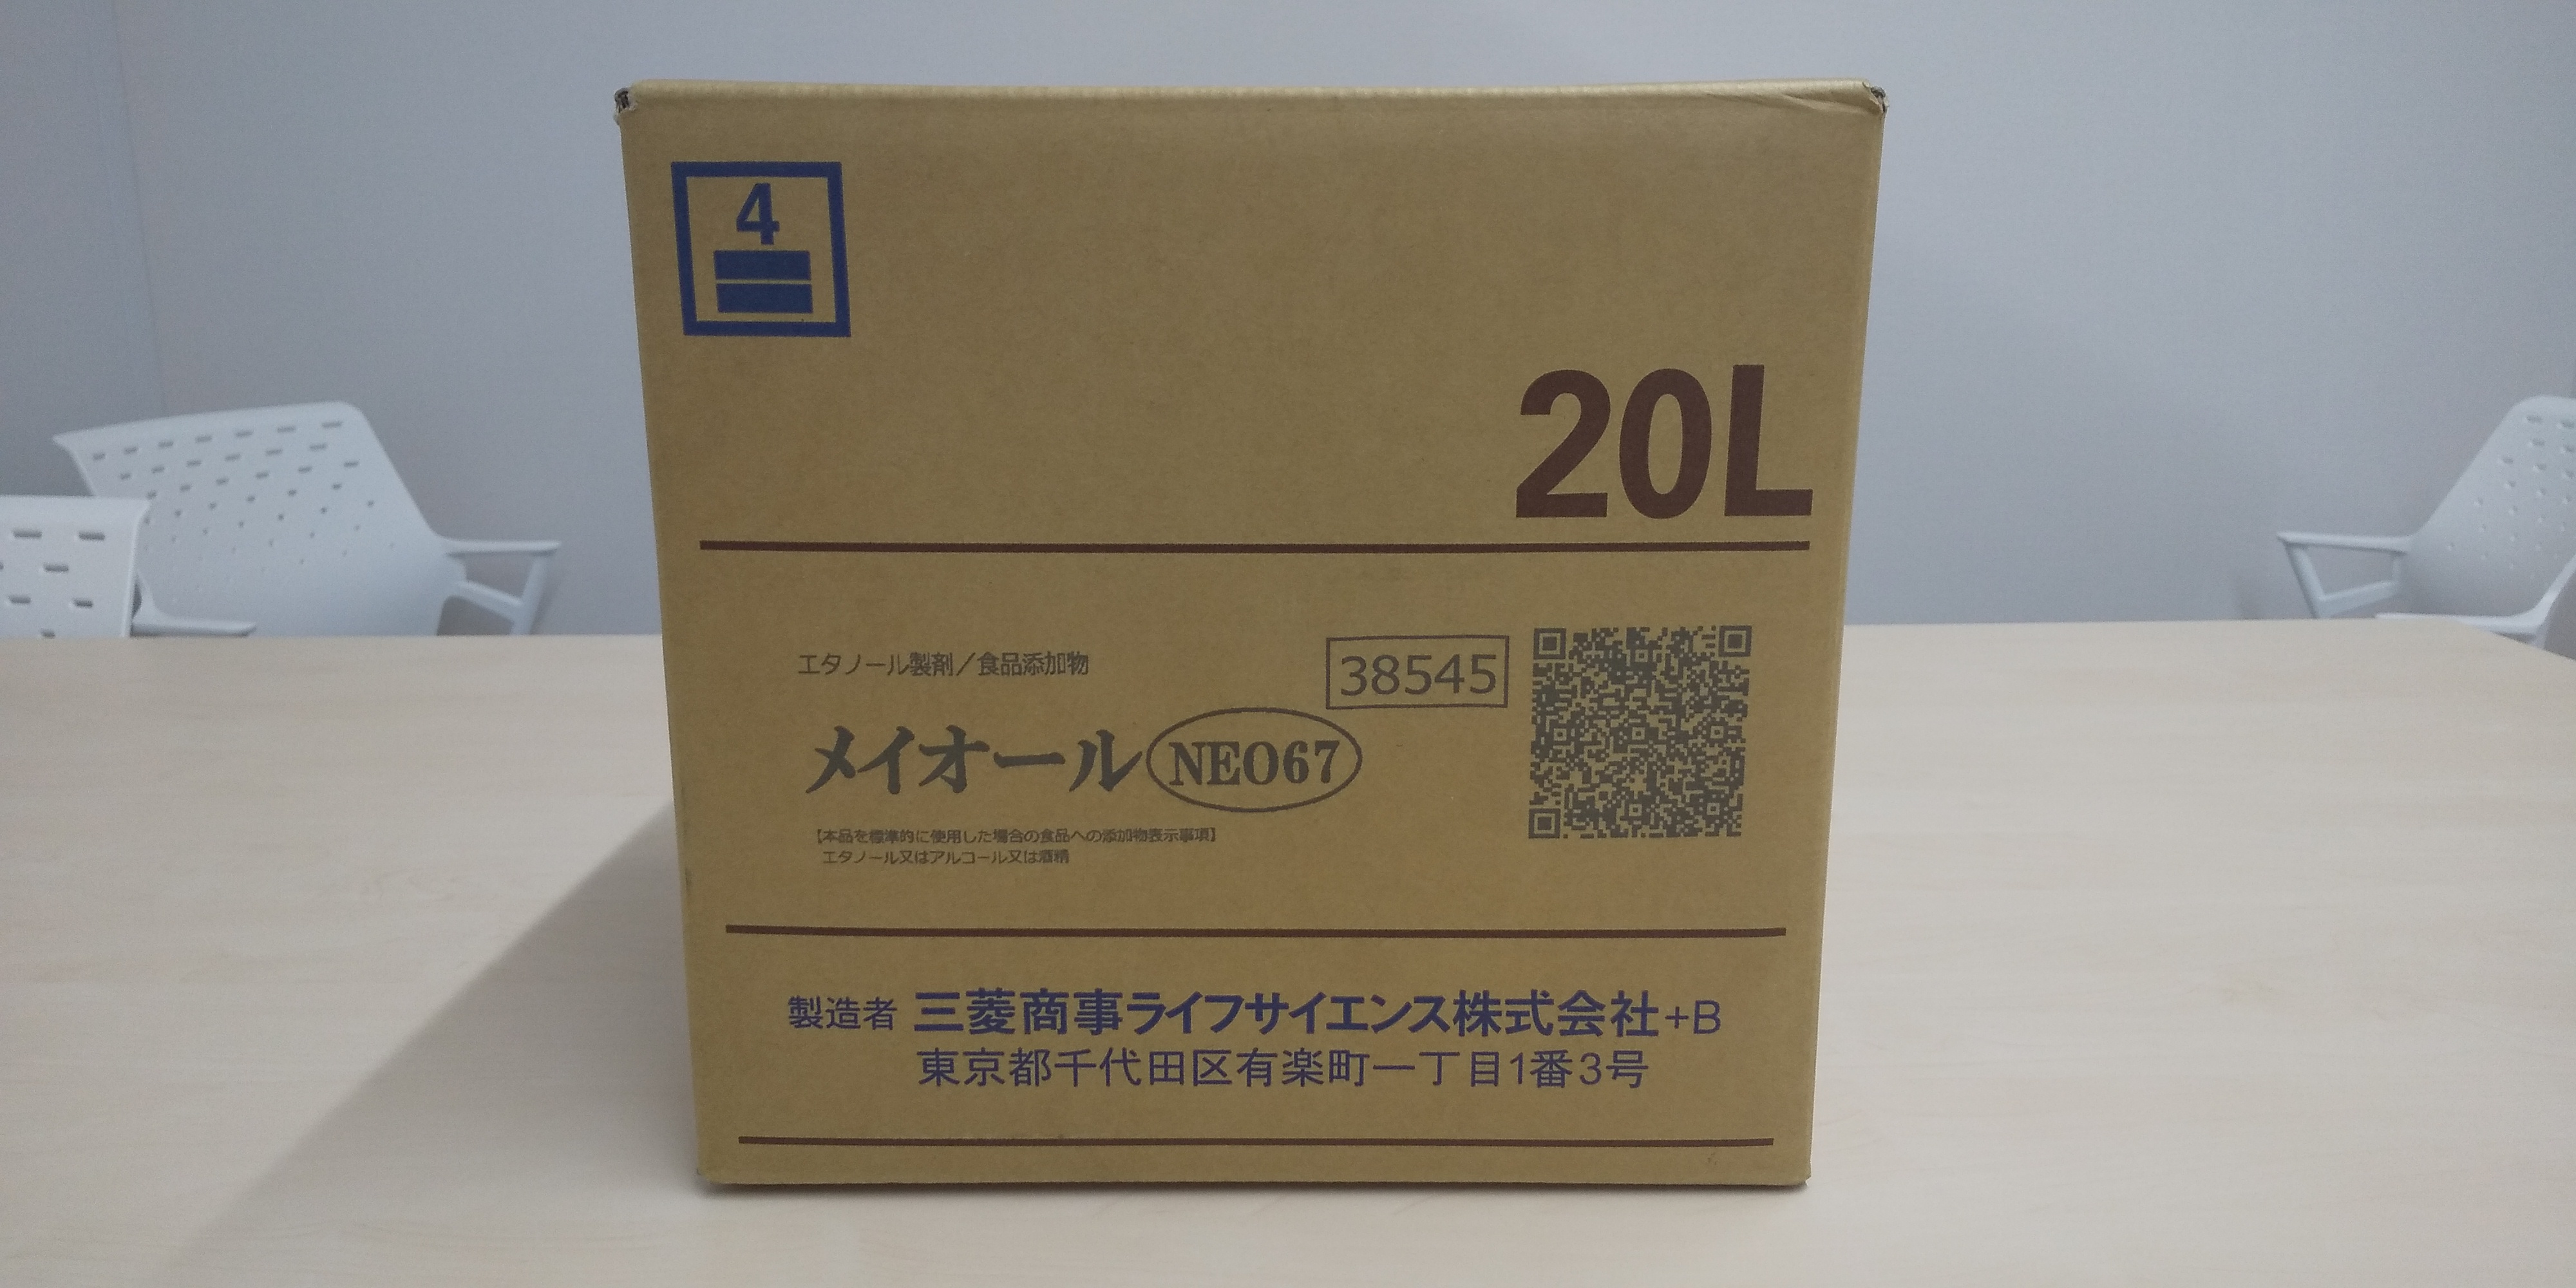 4
20L
エタノール製剤／食品添加物
38545
メイオール NEO67
【本品を標準的に使用した場合の食品への添加物表示事項】
エタノール又はアルコール又は酒精
製造者 三菱商事ライフサイエンス株式会社+B
東京都千代田区有楽町一丁目1番3号